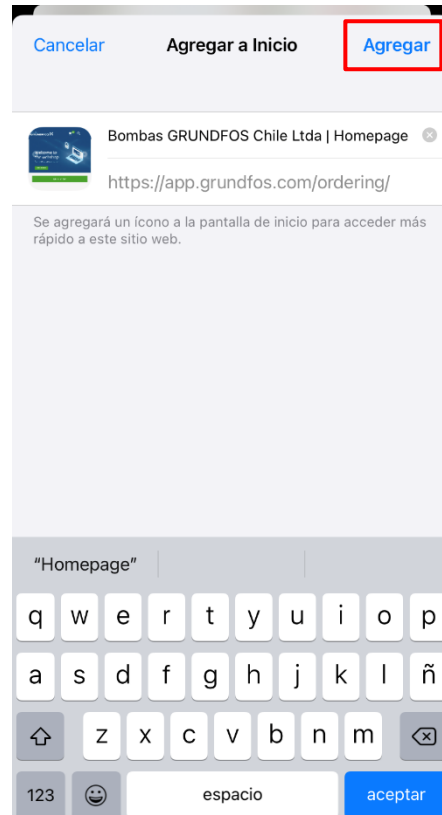 Cancelar Agregar a Inicio Agregar
Bombas GRUNDFOS Chile Ltda | Homepage
https://app.grundfos.com/ordering/
Se agregará un ícono a la pantalla de inicio para acceder más
rápido a este sitio web.
“Homepage”
q w e r t y u i o p
a s d f g h j k l ñ
z x c v b n m
123 espacio aceptar